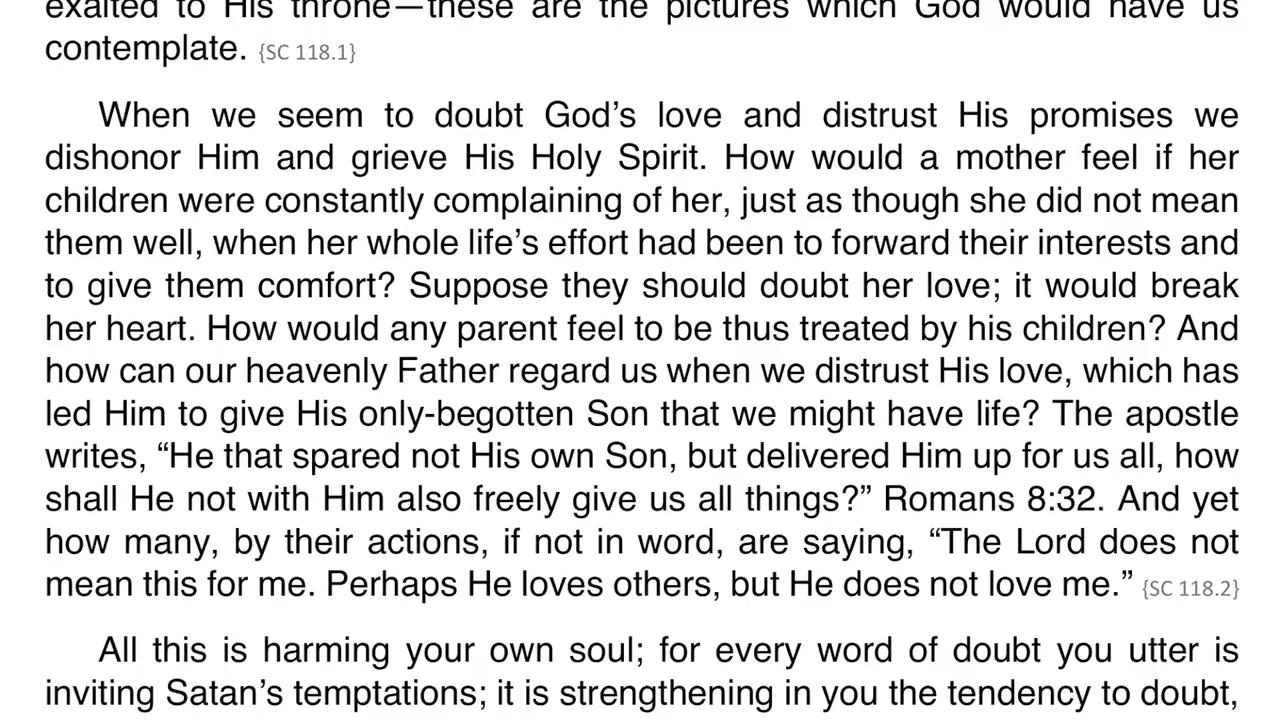 exalted to His throne—these are the pictures which God would have us
contemplate. {SC 118.1}
When we seem to doubt God’s love and distrust His promises we
dishonor Him and grieve His Holy Spirit. How would a mother feel if her
children were constantly complaining of her, just as though she did not mean
them well, when her whole life’s effort had been to forward their interests and
to give them comfort? Suppose they should doubt her love; it would break
her heart. How would any parent feel to be thus treated by his children? And
how can our heavenly Father regard us when we distrust His love, which has
led Him to give His only-begotten Son that we might have life? The apostle
writes, “He that spared not His own Son, but delivered Him up for us all, how
shall He not with Him also freely give us all things?” Romans 8:32. And yet
how many, by their actions, if not in word, are saying, “The Lord does not
mean this for me. Perhaps He loves others, but He does not love me.” {SC 118.2}
All this is harming your own soul; for every word of doubt you utter is
inviting Satan’s temptations; it is strengthening in you the tendency to doubt,